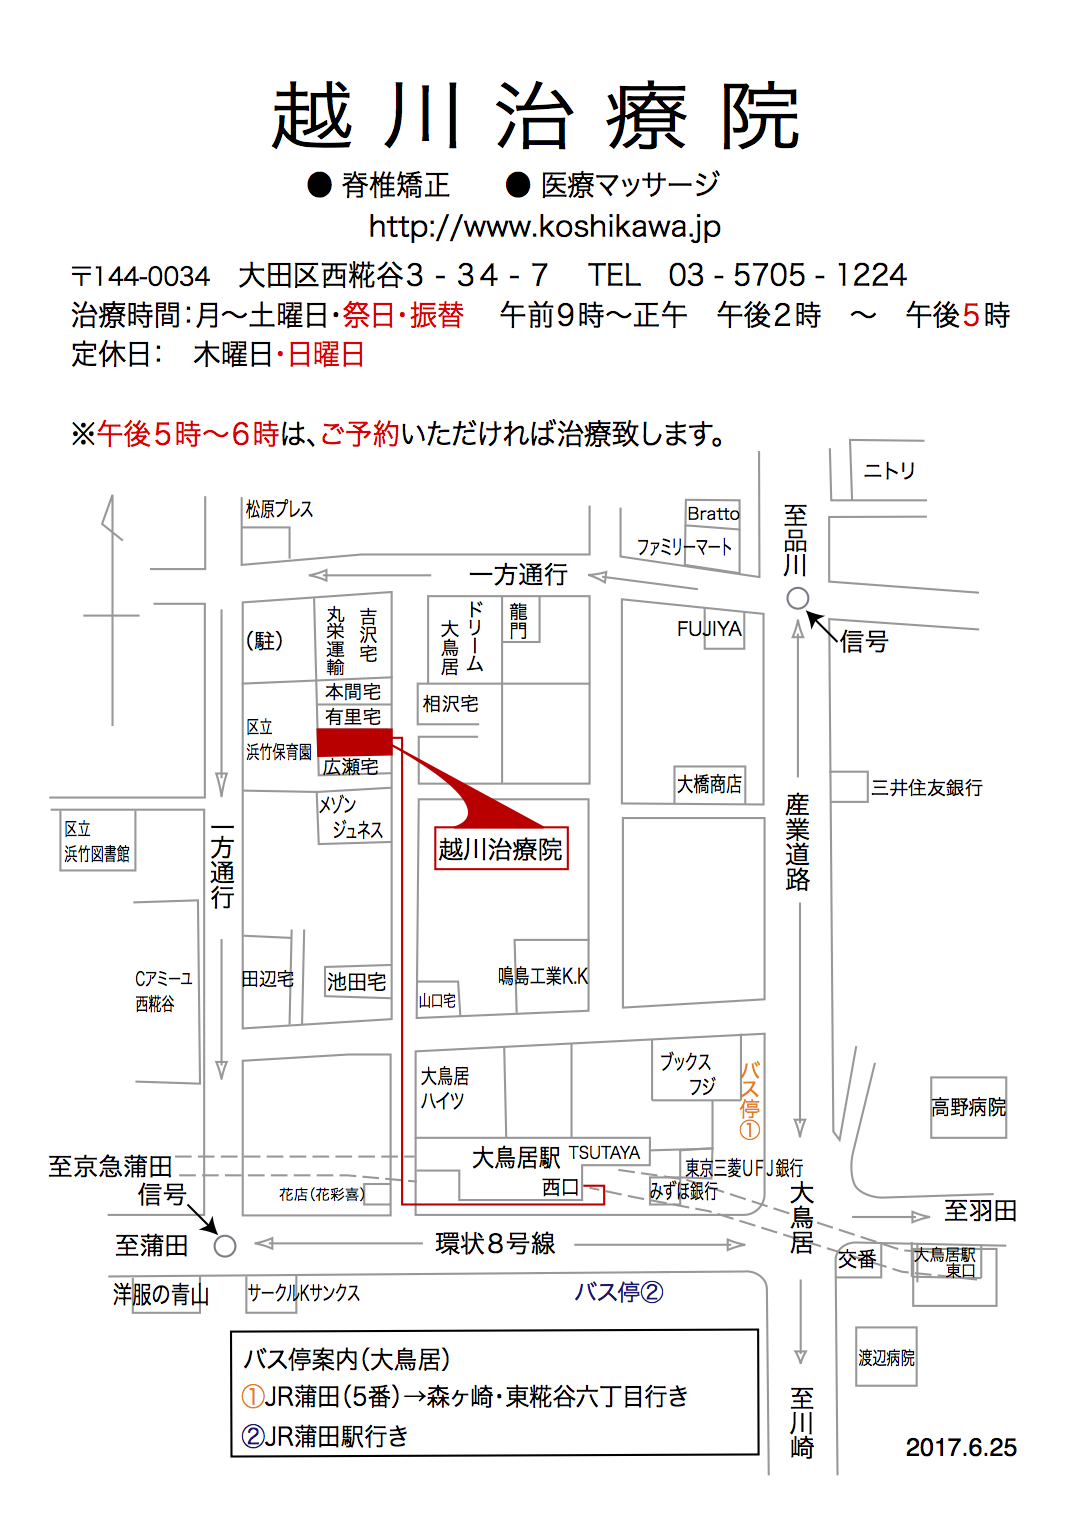 越川治療院
● 脊椎矯正　● 医療マッサージ
http://www.koshikawa.jp
〒144-0034　大田区西糀谷３‐３４‐７　TEL　03‐5705‐1224
治療時間：月～土曜日・祭日・振替　午前９時～正午　午後２時　～　午後５時
定休日：　木曜日・日曜日
※午後５時～６時は、ご予約いただければ治療致します。
ニトリ
松原プレス
Bratto
ファミリーマート
至品川
一方通行
信号
FUJIYA
（駐）
丸栄運輸
吉沢宅
大鳥居
ドリーム
龍門
本間宅
有里宅
相沢宅
区立
浜竹保育園
広瀬宅
大橋商店
三井住友銀行
メゾン
ジュネス
産業道路
区立
浜竹図書館
一方通行
越川治療院
Cアミーユ
西糀谷
田辺宅
池田宅
山口宅
鳴島工業K.K
大鳥居
ハイツ
ブックス
フジ
バス停①
高野病院
大鳥居駅
TSUTAYA
西口
東京三菱ＵＦＪ銀行
みずほ銀行
至京急蒲田
信号
花店（花彩喜）
大鳥居
至羽田
至蒲田
環状８号線
交番
大鳥居駅
東口
洋服の青山
サークルKサンクス
バス停②
渡辺病院
バス停案内（大鳥居）
①JR蒲田（5番）→森ヶ崎・東糀谷六丁目行き
②JR蒲田駅行き
至川崎
2017.6.25